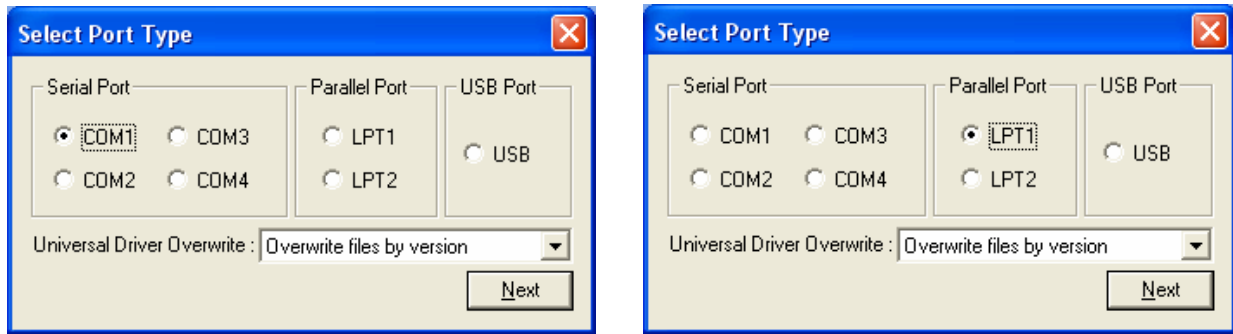 Select Port Type
Serial Port Parallel Port USB Port
COM1 COM3 LPT1 USB
COM2 COM4 LPT2
Universal Driver Overwrite : Overwrite files by version
Next
Select Port Type
Serial Port Parallel Port USB Port
COM1 COM3 LPT1 USB
COM2 COM4 LPT2
Universal Driver Overwrite : Overwrite files by version
Next